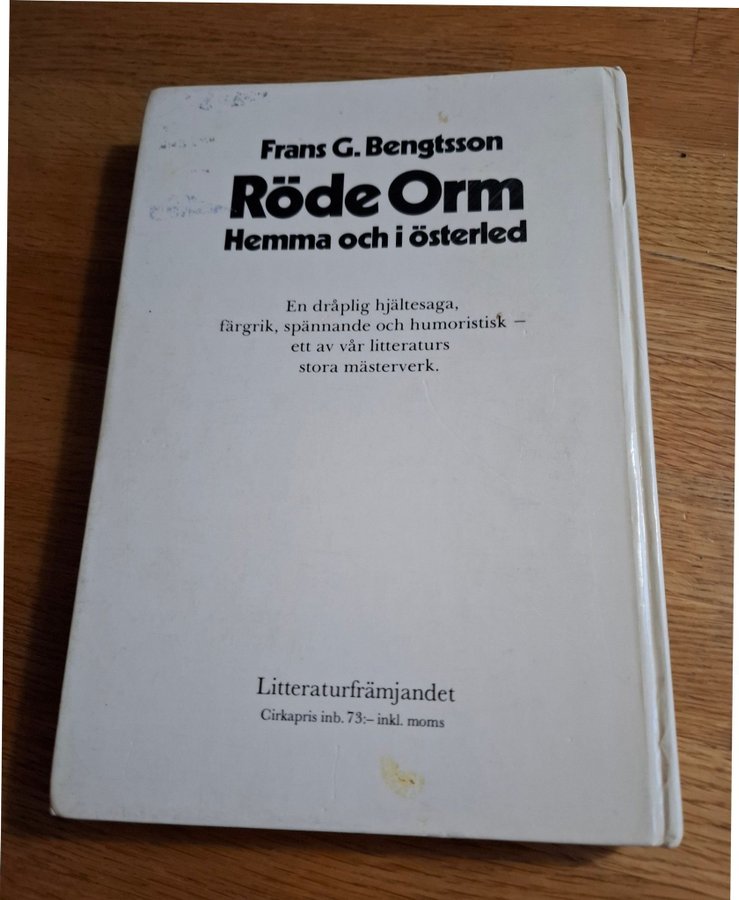 Frans G. Bengtsson
Röde Orm
Hemma och i österled
En dråplig hjältesaga,
färgrik, spännande och humoristisk –
ett av vår litteraturs
stora mästerverk.
Litteraturfrämjandet
Cirkapris inb. 73:– inkl. moms